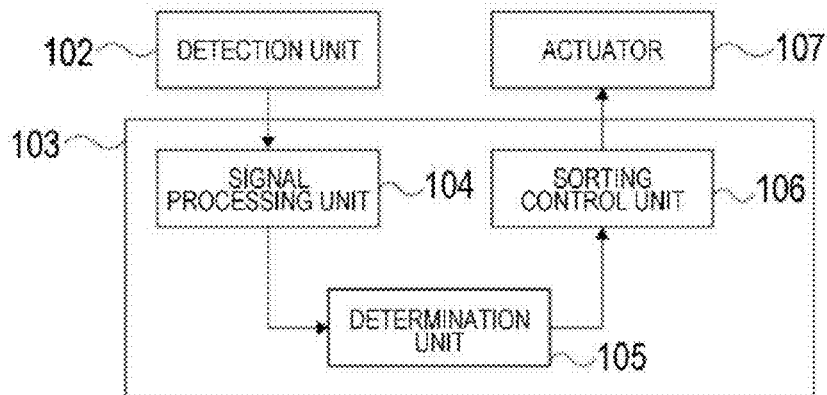 102
DETECTION UNIT
ACTUATOR
107
103
SIGNAL
PROCESSING UNIT
104
SORTING
CONTROL UNIT
106
DETERMINATION
UNIT
105